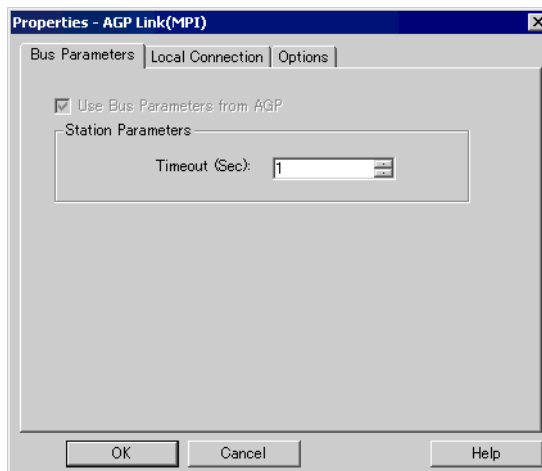 Properties - AGP Link(MPI)
Bus Parameters Local Connection Options
Use Bus Parameters from AGP
Station Parameters
Timeout (Sec): 1
OK Cancel Help